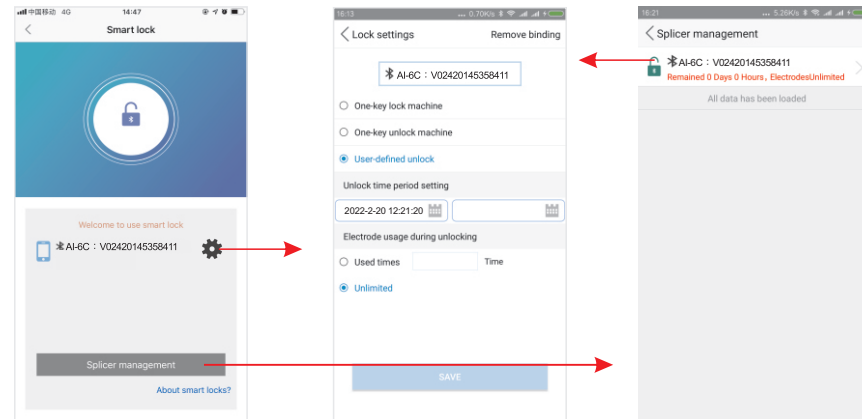 中国移动 4G 14:47
Smart lock
Welcome to use smart lock
AI-6C：V02420145358411
Splicer management
About smart locks?
16:13 ... 0.70K/s
Lock settings Remove binding
AI-6C：V02420145358411
One-key lock machine
One-key unlock machine
User-defined unlock
Unlock time period setting
2022-2-20 12:21:20
Electrode usage during unlocking
Used times Time
Unlimited
SAVE
16:21 ... 5.26K/s
Splicer management
AI-6C：V02420145358411
Remained 0 Days 0 Hours, ElectrodesUnlimited
All data has been loaded